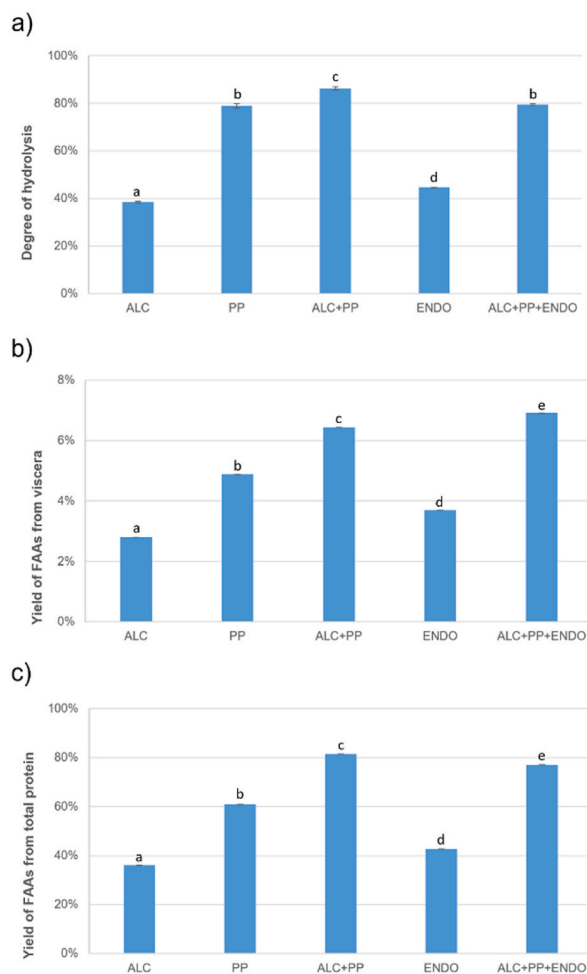 a)
100%
80%
60%
40%
20%
0%
Degree of hydrolysis
a
b
c
d
b
ALC PP ALC+PP ENDO ALC+PP+ENDO
b)
8%
6%
4%
2%
0%
Yield of FAAs from viscera
a
b
c
d
e
ALC PP ALC+PP ENDO ALC+PP+ENDO
c)
100%
80%
60%
40%
20%
0%
Yield of FAAs from total protein
a
b
c
d
e
ALC PP ALC+PP ENDO ALC+PP+ENDO